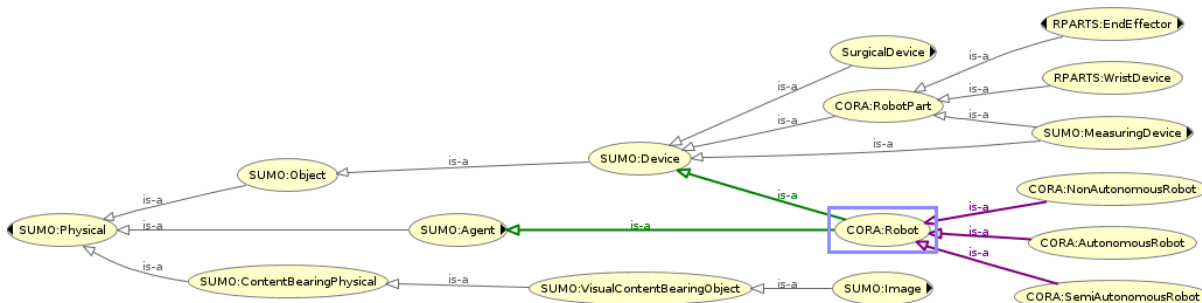 RPARTS:EndEffector
SurgicalDevice
is-a
is-a
RPARTS:WristDevice
is-a
CORA:RobotPart
is-a
is-a
SUMO:MeasuringDevice
is-a
SUMO:Device
is-a
SUMO:Object
is-a
is-a
CORA:NonAutonomousRobot
is-a
SUMO:Physical
is-a
SUMO:Agent
is-a
CORA:Robot
is-a
CORA:AutonomousRobot
is-a
SUMO:ContentBearingPhysical
is-a
SUMO:VisualContentBearingObject
is-a
SUMO:Image
is-a
CORA:SemiAutonomousRobot